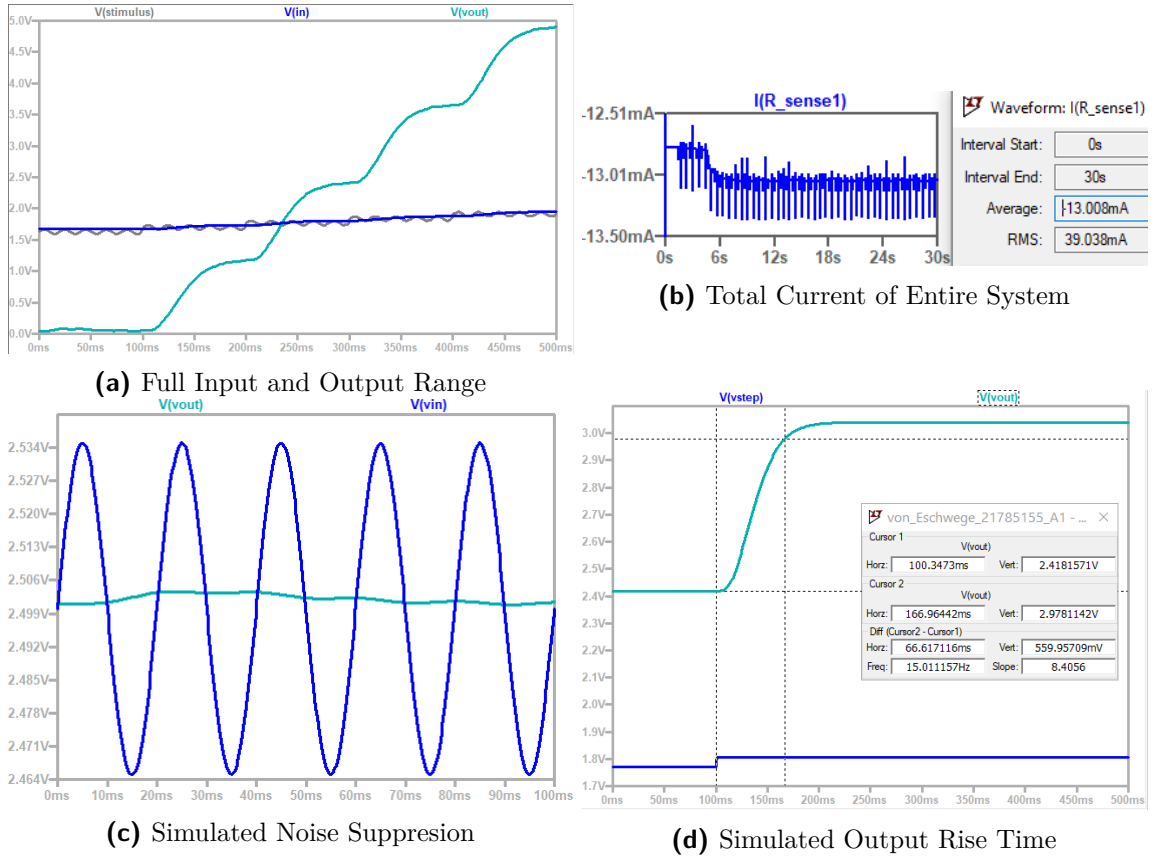 V(stimulus) V(in) V(vout)
5.0V
4.5V
4.0V
3.5V
3.0V
2.5V
2.0V
1.5V
1.0V
0.5V
0.0V
0ms 50ms 100ms 150ms 200ms 250ms 300ms 350ms 400ms 450ms 500ms
(a) Full Input and Output Range
I(R_sense1)
-12.51mA
-13.01mA
-13.50mA
0s 6s 12s 18s 24s 30s
Waveform: I(R_sense1)
Interval Start: 0s
Interval End: 30s
Average: -13.008mA
RMS: 39.038mA
(b) Total Current of Entire System
V(vout) V(vin)
2.534V
2.527V
2.520V
2.513V
2.506V
2.499V
2.492V
2.485V
2.478V
2.471V
2.464V
0ms 10ms 20ms 30ms 40ms 50ms 60ms 70ms 80ms 90ms 100ms
(c) Simulated Noise Suppresion
V(vstep) V(vout)
3.0V
2.9V
2.7V
2.6V
2.4V
2.3V
2.1V
2.0V
1.8V
1.7V
0ms 50ms 100ms 150ms 200ms 250ms 300ms 350ms 400ms 450ms 500ms
von_Eschwege_21785155_A1 - ...
Cursor 1
V(vout)
Horz: 100.3473ms Vert: 2.4181571V
Cursor 2
V(vout)
Horz: 166.96442ms Vert: 2.9781142V
Diff (Cursor2 - Cursor1)
Horz: 66.617116ms Vert: 559.95709mV
Freq: 15.011157Hz Slope: 8.4056
(d) Simulated Output Rise Time